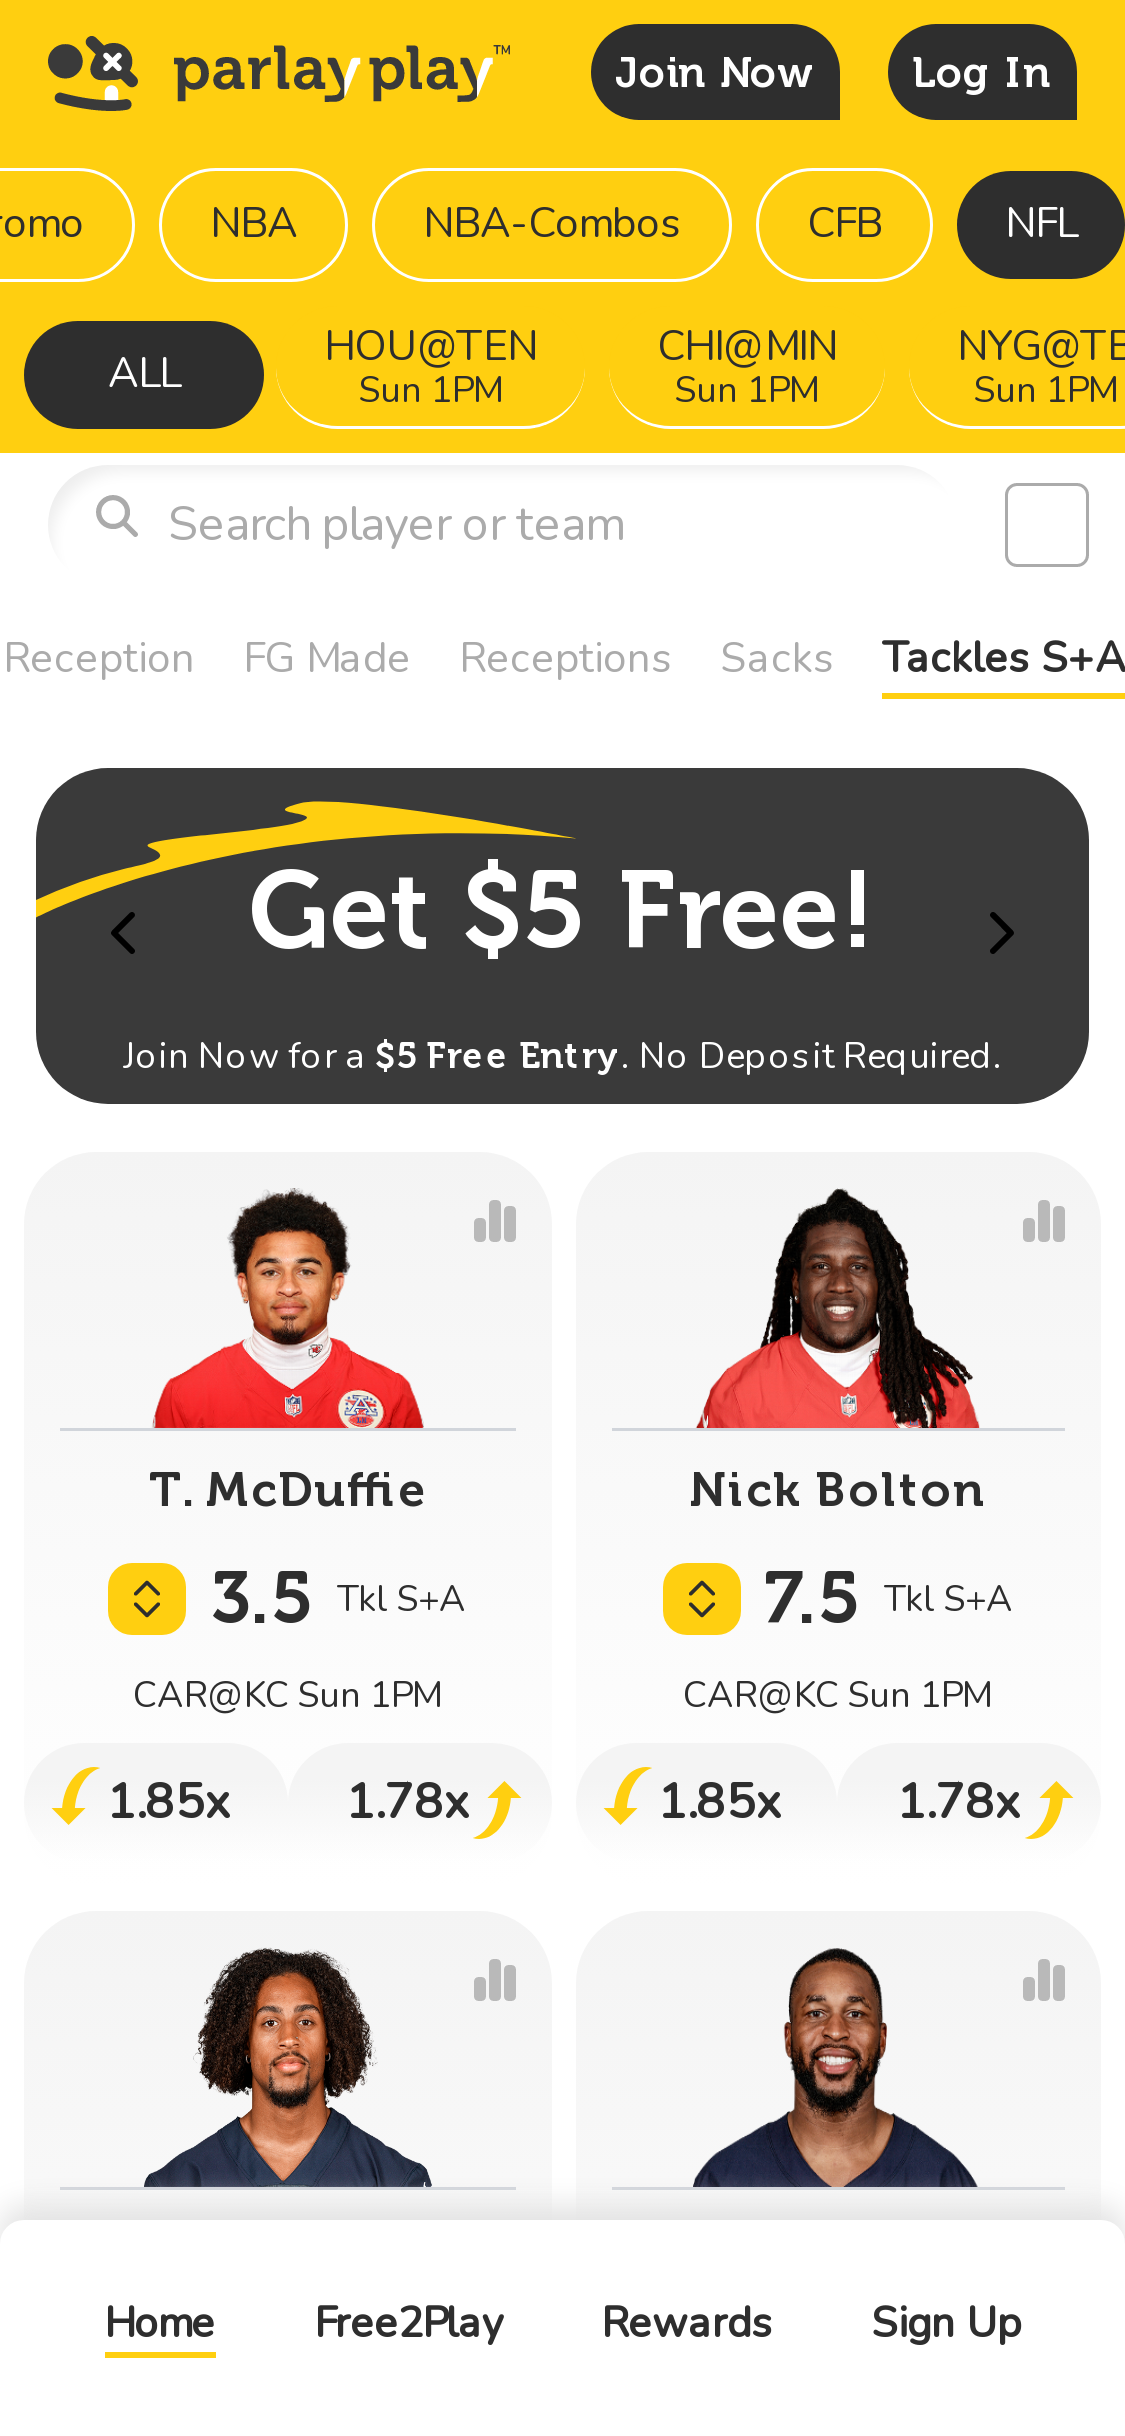 parlayplay™
Join Now
Log In
romo
NBA
NBA-Combos
CFB
NFL
ALL
HOU@TEN
Sun 1PM
CHI@MIN
Sun 1PM
NYG@TE
Sun 1PM
Search player or team
Reception
FG Made
Receptions
Sacks
Tackles S+A
Get $5 Free!
Join Now for a $5 Free Entry. No Deposit Required.
T. McDuffie
3.5 Tkl S+A
CAR@KC Sun 1PM
1.85x
1.78x
Nick Bolton
7.5 Tkl S+A
CAR@KC Sun 1PM
1.85x
1.78x
Home
Free2Play
Rewards
Sign Up